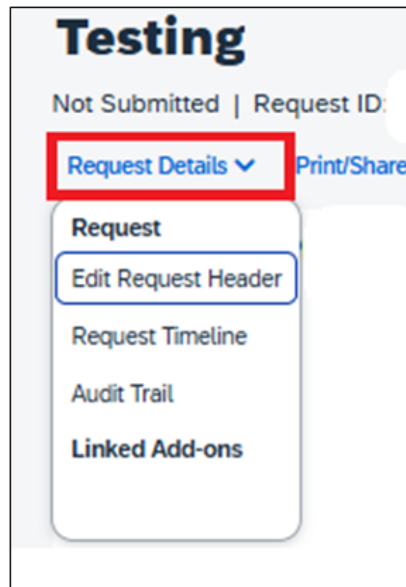 Testing
Not Submitted | Request ID:
Request Details Print/Share
Request
Edit Request Header
Request Timeline
Audit Trail
Linked Add-ons